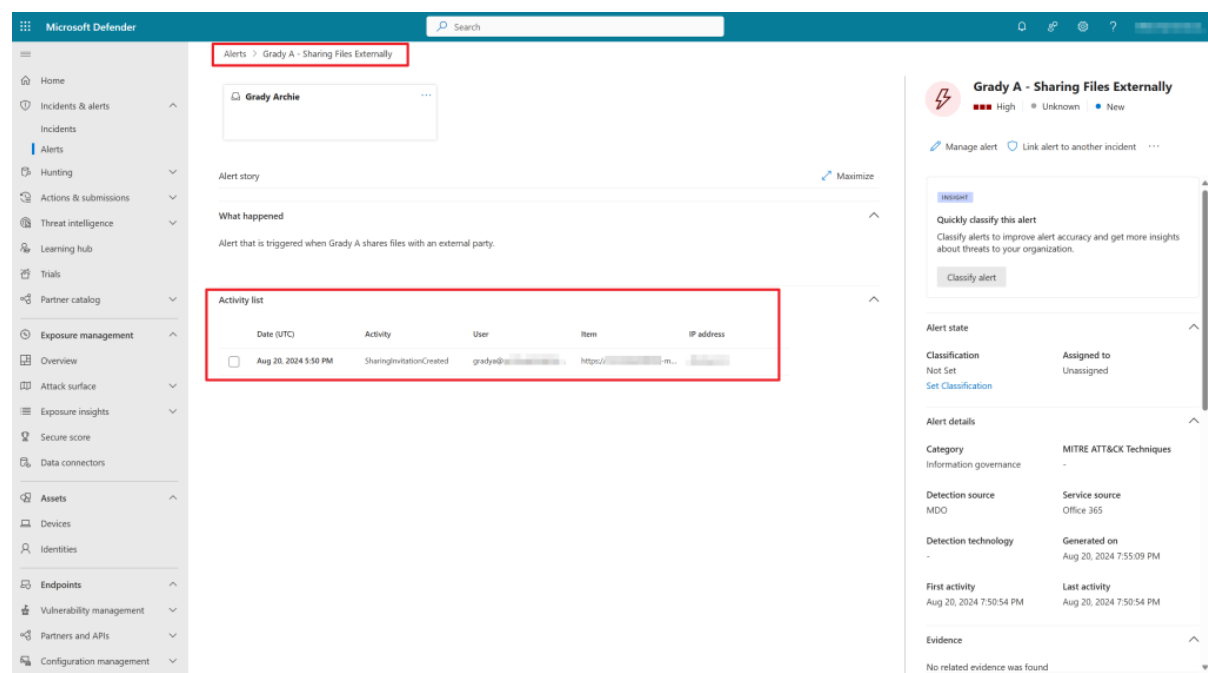 Microsoft Defender
Search
?
Home
Incidents & alerts
Incidents
Alerts
Hunting
Actions & submissions
Threat intelligence
Learning hub
Trials
Partner catalog
Exposure management
Overview
Attack surface
Exposure insights
Secure score
Data connectors
Assets
Devices
Identities
Endpoints
Vulnerability management
Partners and APIs
Configuration management
Alerts > Grady A - Sharing Files Externally
Grady Archie
Alert story
Maximize
What happened
Alert that is triggered when Grady A shares files with an external party.
Activity list
Date (UTC) Activity User Item IP address
Aug 20, 2024 5:50 PM SharingInvitationCreated gradya@ https:// -m...
Grady A - Sharing Files Externally
High Unknown New
Manage alert Link alert to another incident ...
INSIGHT
Quickly classify this alert
Classify alerts to improve alert accuracy and get more insights
about threats to your organization.
Classify alert
Alert state
Classification Assigned to
Not Set Unassigned
Set Classification
Alert details
Category MITRE ATT&CK Techniques
Information governance -
Detection source Service source
MDO Office 365
Detection technology Generated on
- Aug 20, 2024 7:55:09 PM
First activity Last activity
Aug 20, 2024 7:50:54 PM Aug 20, 2024 7:50:54 PM
Evidence
No related evidence was found